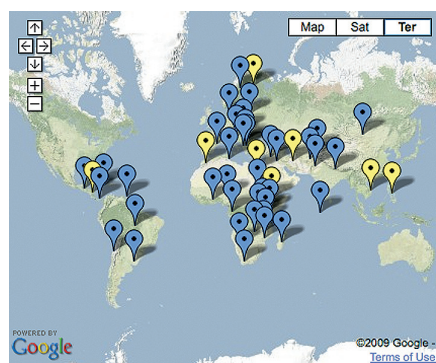 Map Sat Ter
POWERED BY
Google
©2009 Google -
Terms of Use